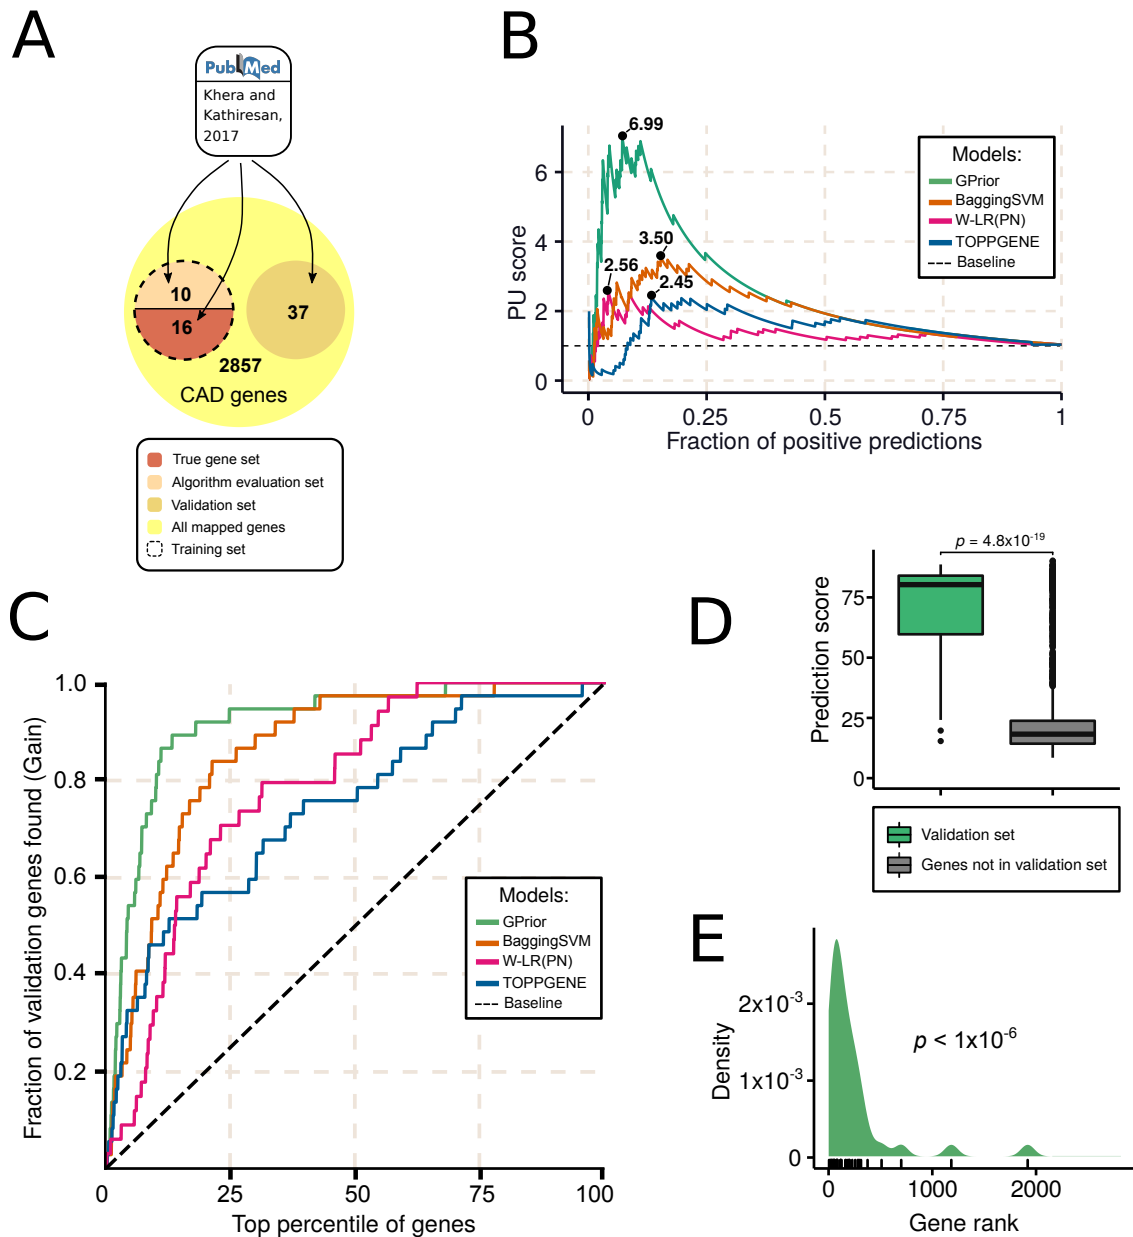 A
PubMed
Khera and
Kathiresan,
2017
10
16
37
2857
CAD genes
True gene set
Algorithm evaluation set
Validation set
All mapped genes
Training set
B
PU score
6
4
2
0
6.99
3.50
2.56
2.45
Models:
GPrior
BaggingSVM
W-LR(PN)
TOPPGENE
Baseline
0
0.25
0.5
0.75
1
Fraction of positive predictions
C
Fraction of validation genes found (Gain)
1.0
0.8
0.6
0.4
0.2
Models:
GPrior
BaggingSVM
W-LR(PN)
TOPPGENE
Baseline
0
25
50
75
100
Top percentile of genes
D
p = 4.8x10⁻¹⁹
Prediction score
75
50
25
0
Validation set
Genes not in validation set
E
Density
2x10⁻³
1x10⁻³
0
p < 1x10⁻⁶
0
1000
2000
Gene rank